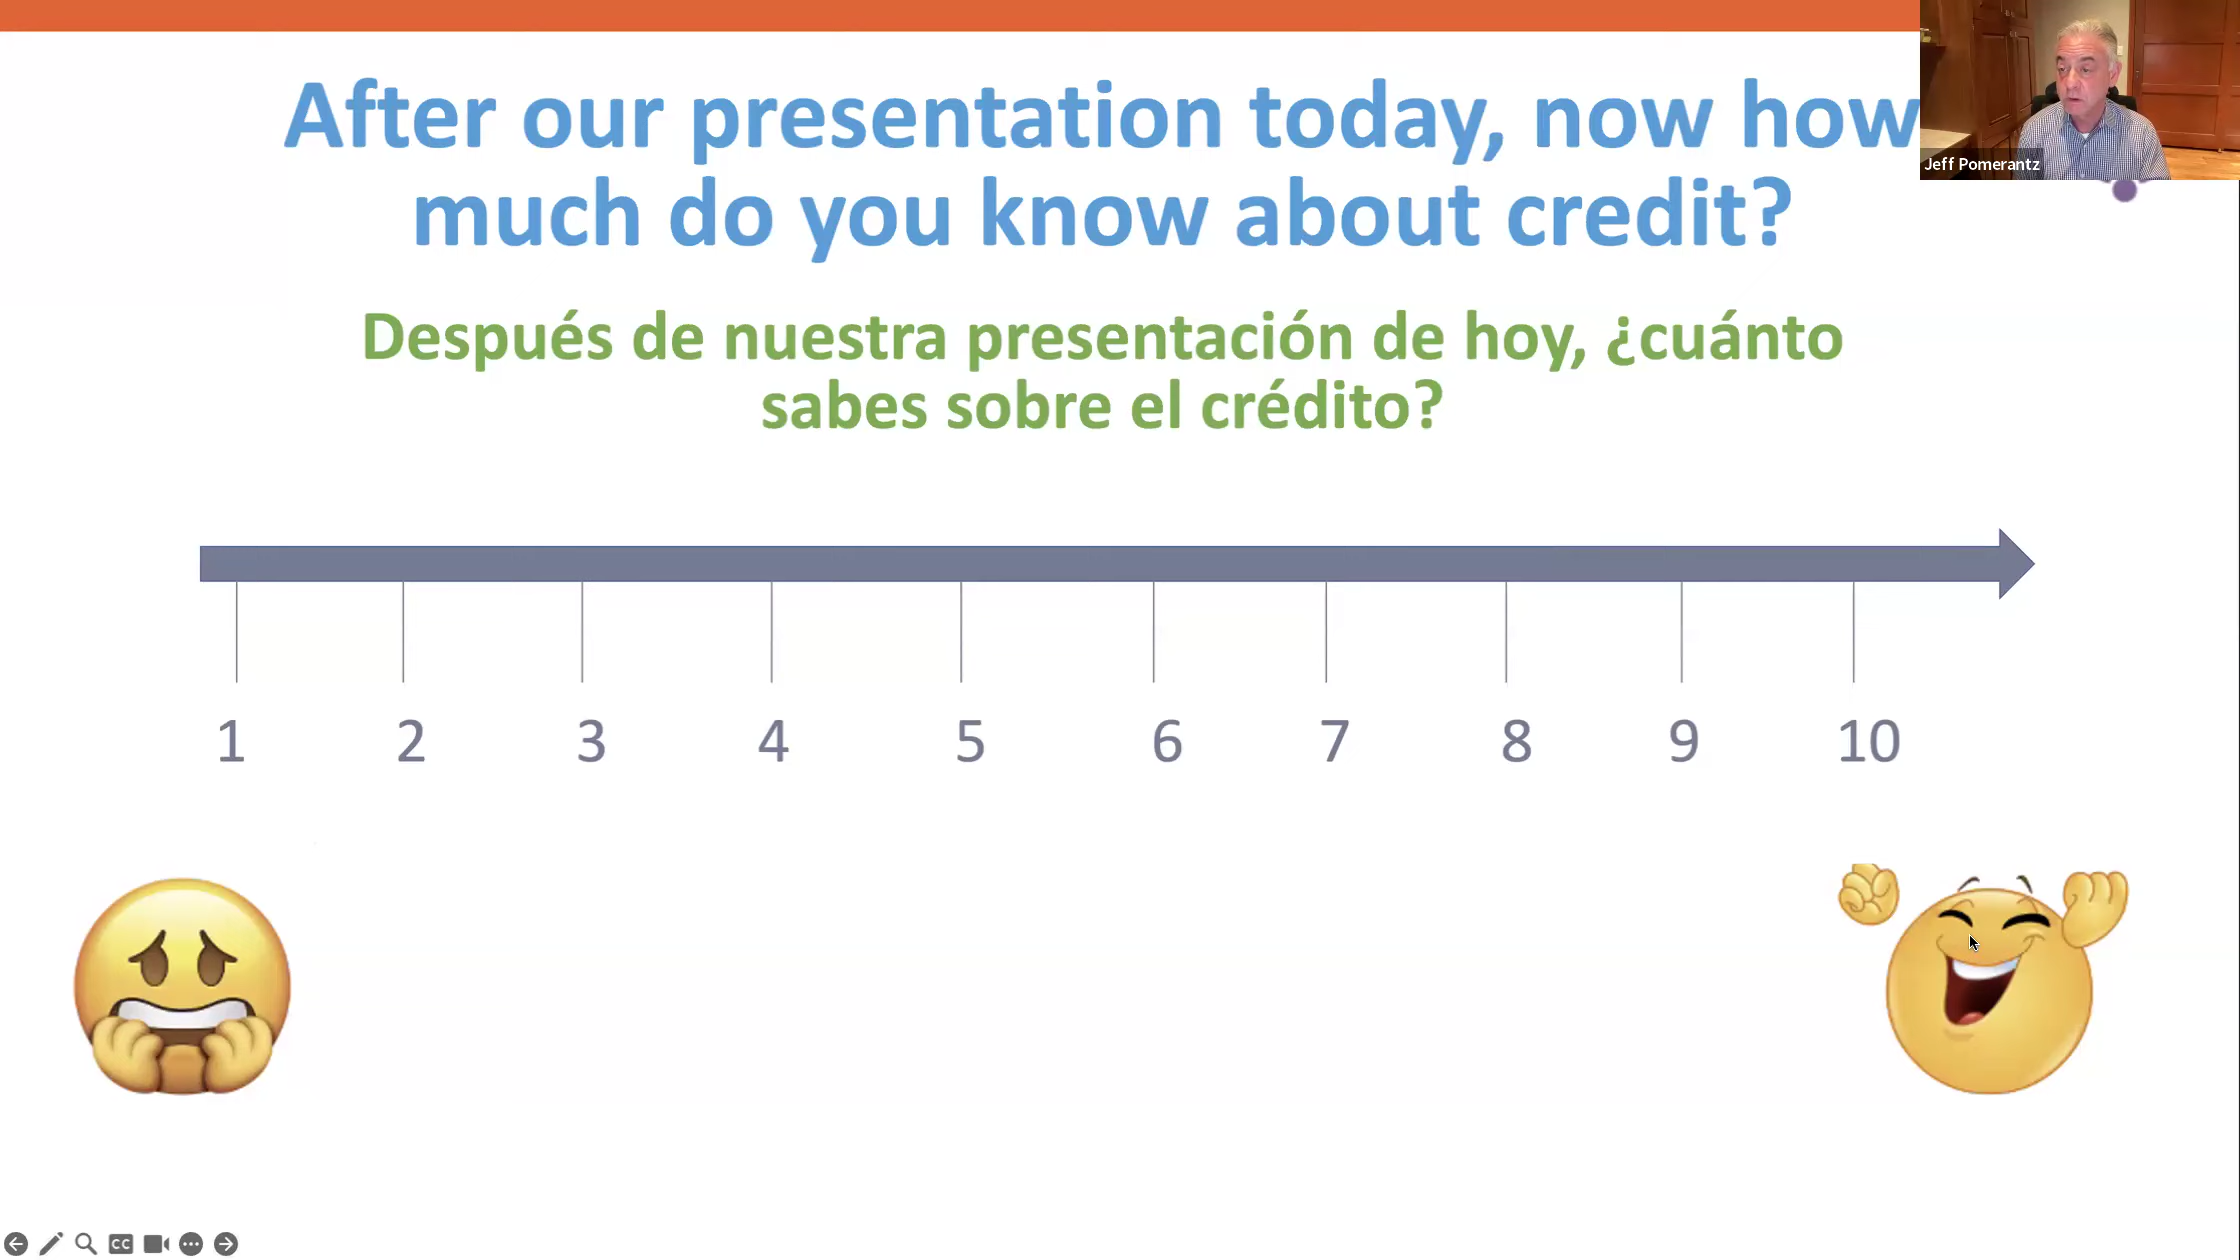 After our presentation today, now how
much do you know about credit?
Después de nuestra presentación de hoy, ¿cuánto
sabes sobre el crédito?
1 2 3 4 5 6 7 8 9 10
Jeff Pomerantz
CC